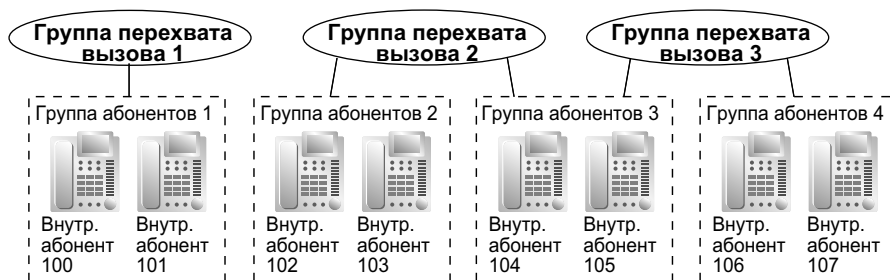 Группа перехвата
вызова 1
Группа перехвата
вызова 2
Группа перехвата
вызова 3
Группа абонентов 1
Группа абонентов 2
Группа абонентов 3
Группа абонентов 4
Внутр.
абонент
100
Внутр.
абонент
101
Внутр.
абонент
102
Внутр.
абонент
103
Внутр.
абонент
104
Внутр.
абонент
105
Внутр.
абонент
106
Внутр.
абонент
107